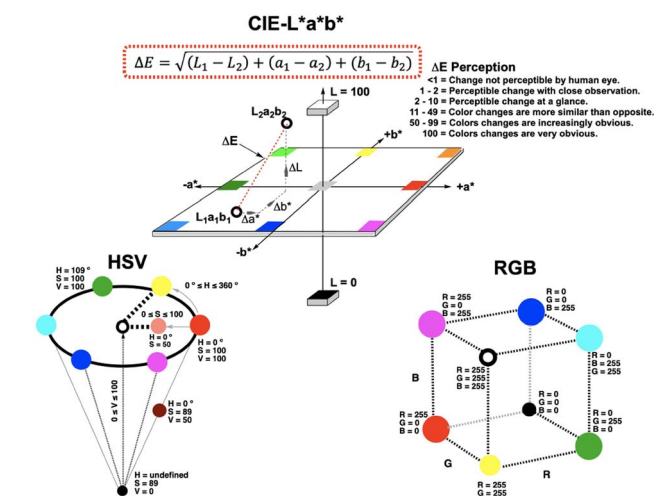 CIE-L*a*b*
ΔE = √(L₁ − L₂) + (a₁ − a₂) + (b₁ − b₂)
ΔE Perception
<1 = Change not perceptible by human eye.
1 - 2 = Perceptible change with close observation.
2 - 10 = Perceptible change at a glance.
11 - 49 = Color changes are more similar than opposite.
50 - 99 = Colors changes are increasingly obvious.
100 = Colors changes are very obvious.
L = 100
L₂a₂b₂
ΔE
+b*
ΔL
-a*
+a*
Δb*
L₁a₁b₁
Δa*
-b*
L = 0
HSV
H = 109 º
S = 100
V = 100
0 º ≤ H ≤ 360º
0 ≤ S ≤ 100
H = 0º
S = 50
H = 0º
S = 100
V = 100
0 ≤ V ≤ 100
H = 0º
S = 89
V = 50
H = undefined
S = 89
V = 0
RGB
R = 255
G = 0
B = 255
R = 0
G = 0
B = 255
R = 0
B = 255
G = 255
R = 255
G = 255
B = 255
B
R = 0
G = 0
B = 0
R = 255
G = 0
B = 0
R = 0
G = 255
B = 0
G
R
R = 255
G = 255